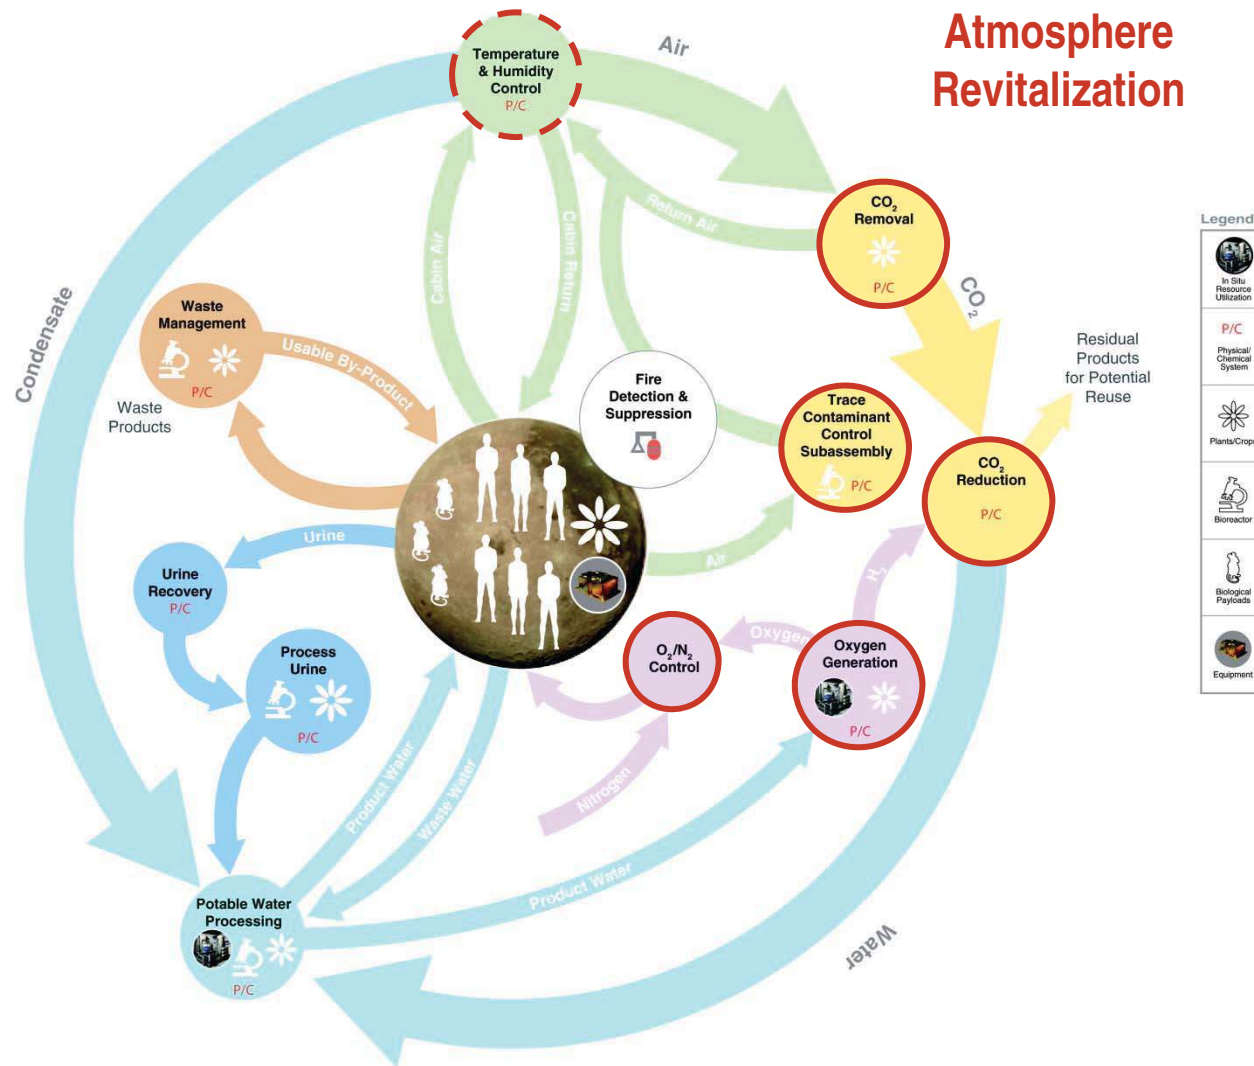 Atmosphere
Revitalization
Temperature
& Humidity
Control
P/C
Air
CO₂
Removal
P/C
Return Air
Cabin Air
Cabin Return
CO₂
Condensate
Waste
Management
P/C
Usable By-Product
Waste
Products
Fire
Detection &
Suppression
Trace
Contaminant
Control
Subassembly
P/C
Residual
Products
for Potential
Reuse
CO₂
Reduction
P/C
Air
H₂
Urine
Urine
Recovery
P/C
Process
Urine
P/C
O₂/N₂
Control
Oxygen
Oxygen
Generation
P/C
Nitrogen
Product Water
Waste Water
Product Water
Potable Water
Processing
P/C
Water
Legend
In Situ
Resource
Utilization
P/C
Physical/
Chemical
System
Plants/Crops
Bioreactor
Biological
Payloads
Equipment